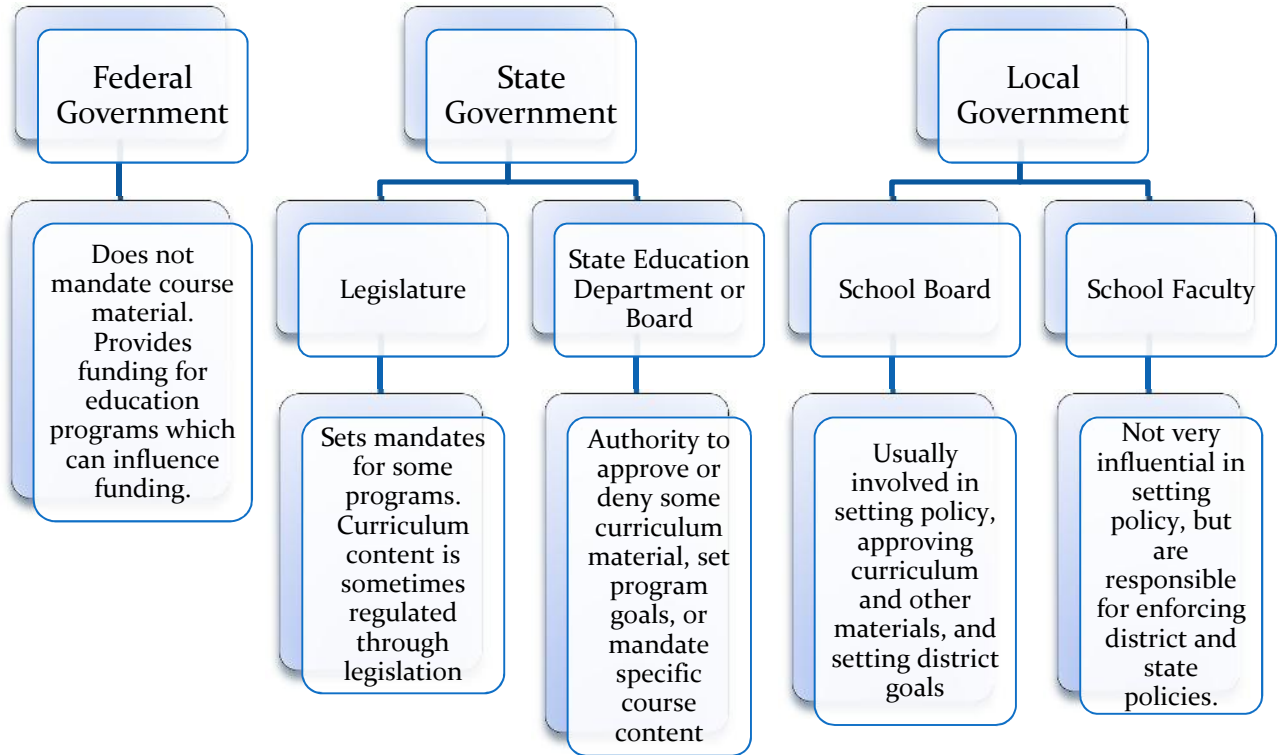 Federal
Government
State
Government
Local
Government
Does not
mandate course
material.
Provides
funding for
education
programs which
can influence
funding.
Legislature
State Education
Department or
Board
School Board
School Faculty
Sets mandates
for some
programs.
Curriculum
content is
sometimes
regulated
through
legislation
Authority to
approve or
deny some
curriculum
material, set
program
goals, or
mandate
specific
course
content
Usually
involved in
setting policy,
approving
curriculum
and other
materials, and
setting district
goals
Not very
influential in
setting
policy, but
are
responsible
for enforcing
district and
state
policies.